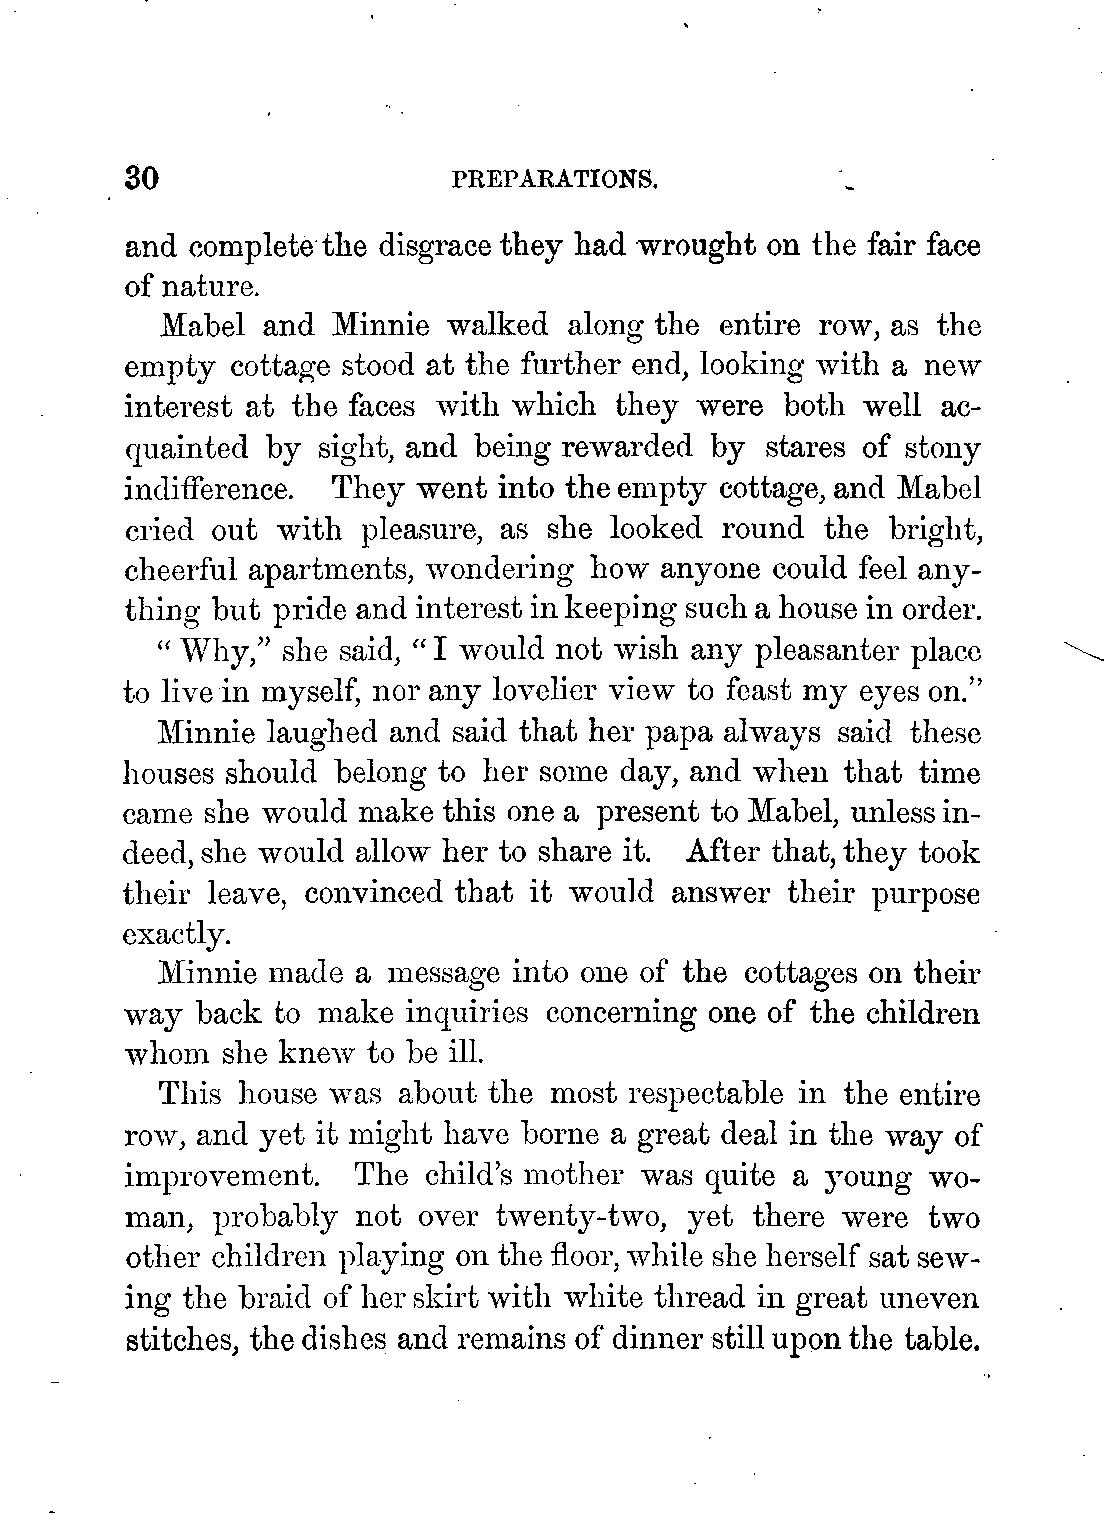 30 PREPARATIONS.
and complete the disgrace they had wrought on the fair face
of nature.
Mabel and Minnie walked along the entire row, as the
empty cottage stood at the further end, looking with a new
interest at the faces with which they were both well ac-
quainted by sight, and being rewarded by stares of stony
indifference. They went into the empty cottage, and Mabel
cried out with pleasure, as she looked round the bright,
cheerful apartments, wondering how anyone could feel any-
thing but pride and interest in keeping such a house in order.
“ Why,” she said, “ I would not wish any pleasanter place
to live in myself, nor any lovelier view to feast my eyes on.”
Minnie laughed and said that her papa always said these
houses should belong to her some day, and when that time
came she would make this one a present to Mabel, unless in-
deed, she would allow her to share it. After that, they took
their leave, convinced that it would answer their purpose
exactly.
Minnie made a message into one of the cottages on their
way back to make inquiries concerning one of the children
whom she knew to be ill.
This house was about the most respectable in the entire
row, and yet it might have borne a great deal in the way of
improvement. The child's mother was quite a young wo-
man, probably not over twenty-two, yet there were two
other children playing on the floor, while she herself sat sew-
ing the braid of her skirt with white thread in great uneven
stitches, the dishes and remains of dinner still upon the table.